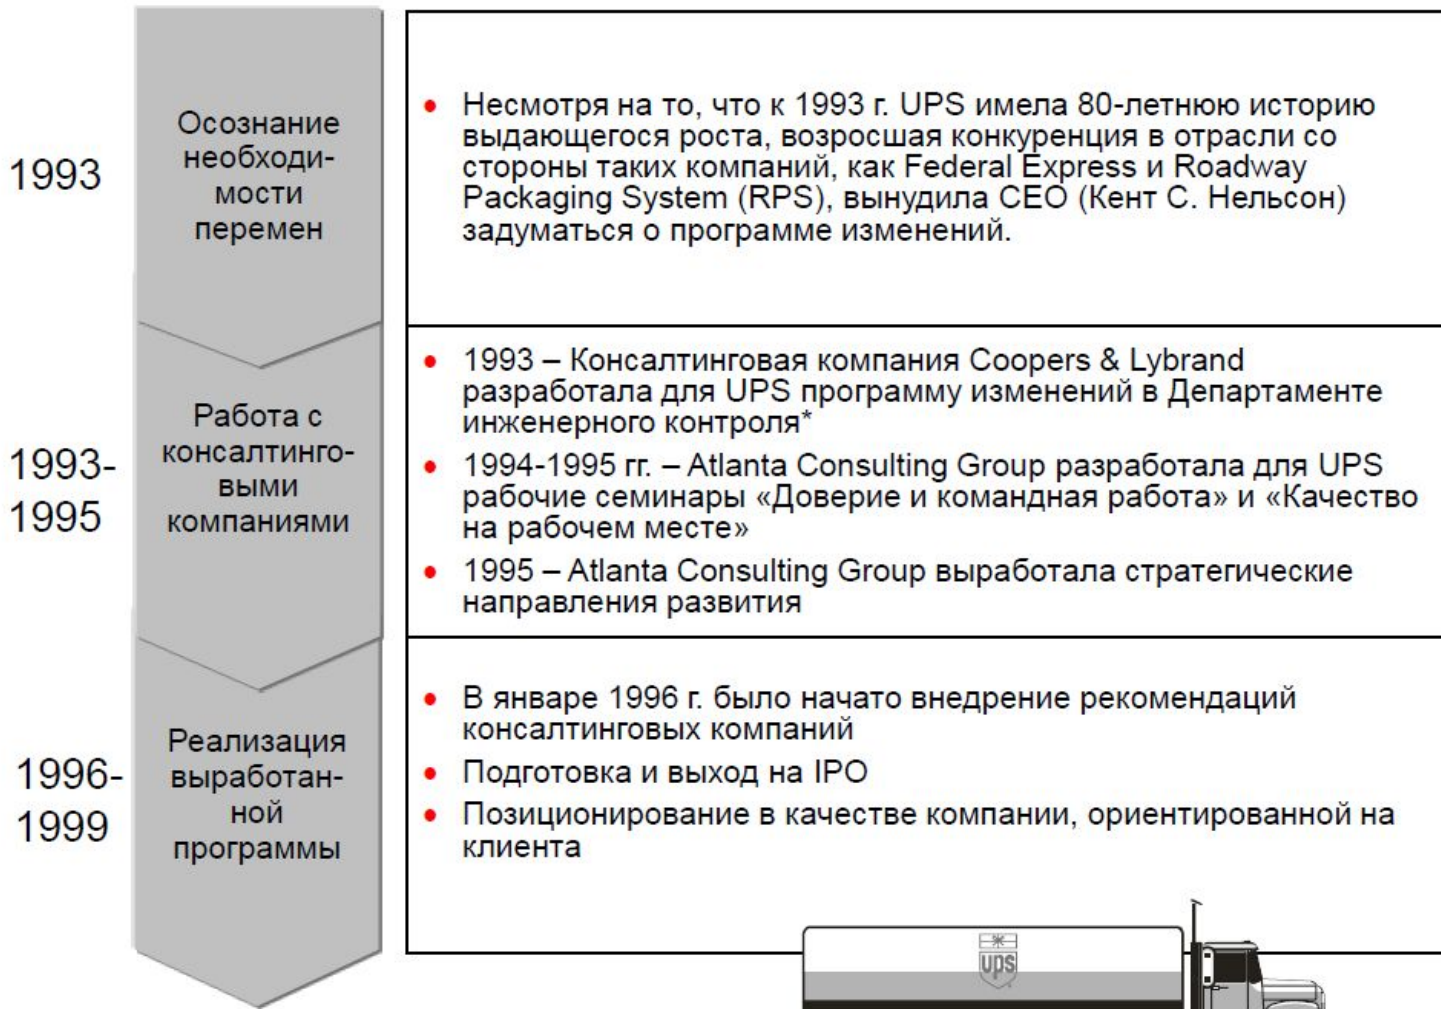 1993
Осознание
необходи-
мости
перемен
● Несмотря на то, что к 1993 г. UPS имела 80-летнюю историю
выдающегося роста, возросшая конкуренция в отрасли со
стороны таких компаний, как Federal Express и Roadway
Packaging System (RPS), вынудила CEO (Кент С. Нельсон)
задуматься о программе изменений.
1993-
1995
Работа с
консалтинго-
выми
компаниями
● 1993 – Консалтинговая компания Coopers & Lybrand
разработала для UPS программу изменений в Департаменте
инженерного контроля*
● 1994-1995 гг. – Atlanta Consulting Group разработала для UPS
рабочие семинары «Доверие и командная работа» и «Качество
на рабочем месте»
● 1995 – Atlanta Consulting Group выработала стратегические
направления развития
1996-
1999
Реализация
выработан-
ной
программы
● В январе 1996 г. было начато внедрение рекомендаций
консалтинговых компаний
● Подготовка и выход на IPO
● Позиционирование в качестве компании, ориентированной на
клиента
ups